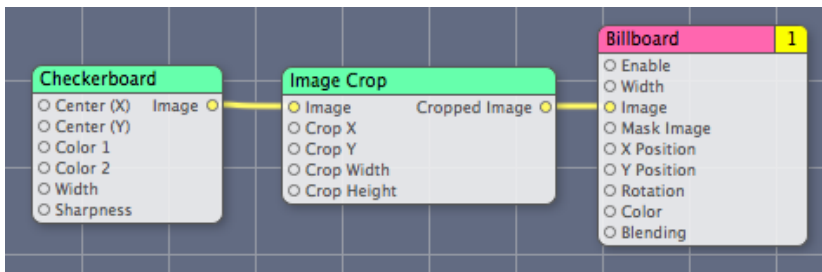 Checkerboard
Center (X) Image
Center (Y)
Color 1
Color 2
Width
Sharpness
Image Crop
Image Cropped Image
Crop X
Crop Y
Crop Width
Crop Height
Billboard 1
Enable
Width
Image
Mask Image
X Position
Y Position
Rotation
Color
Blending